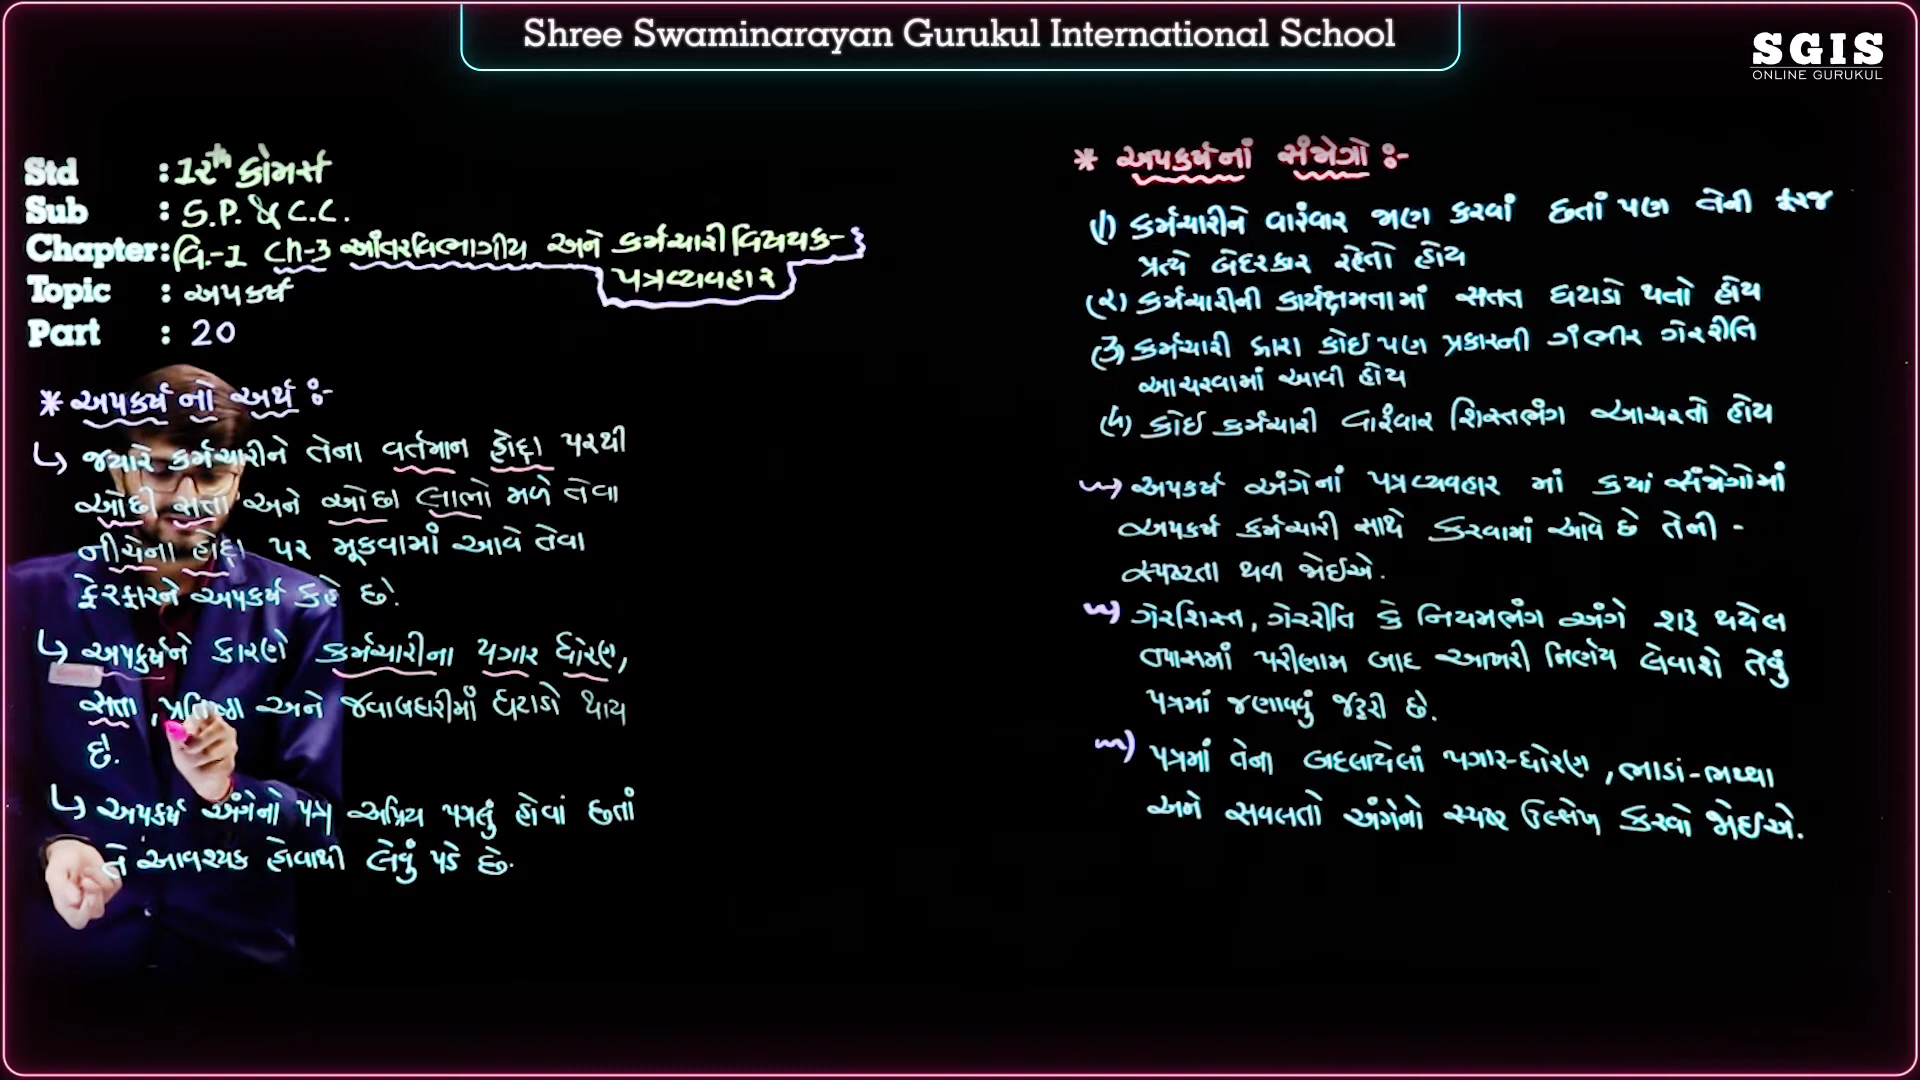 Shree Swaminarayan Gurukul International School
SGIS
ONLINE GURUKUL
Std : 12th કોમર્સ
Sub : S.P. & C.C.
Chapter: વિ.-1 Ch-3 આંતરવિભાગીય અને કર્મચારી વિષયક-
પત્રવ્યવહાર
Topic : અપકર્ષ
Part : 20
* અપકર્ષ નો અર્થ :-
↳ જયારે કર્મચારીને તેના વર્તમાન હોદ્દા પરથી
ઓછી સત્તા અને ઓછા લાભો મળે તેવા
નીચેના હોદ્દા પર મૂકવામાં આવે તેવા
ફેરફારને અપકર્ષ કહે છે.
↳ અપકર્ષને કારણે કર્મચારીના પગાર ધોરણ,
સત્તા, પ્રતિષ્ઠા અને જવાબદારીમાં ઘટાડો થાય
છે.
↳ અપકર્ષ અંગેનો પત્ર અપ્રિય પગલું હોવાં છતાં
તે આવશ્યક હોવાથી લેવું પડે છે.
* અપકર્ષનાં સંજોગો :-
(૧) કર્મચારીને વારંવાર જાણ કરવાં છતાં પણ તેની ફરજ
પ્રત્યે બેદરકાર રહેતો હોય
(૨) કર્મચારીની કાર્યક્ષમતામાં સતત ઘટાડો થતો હોય
(૩) કર્મચારી દ્વારા કોઈ પણ પ્રકારની ગંભીર ગેરરીતિ
આચરવામાં આવી હોય
(૪) કોઈ કર્મચારી વારંવાર શિસ્તભંગ આચરતો હોય
→ અપકર્ષ અંગેનાં પત્રવ્યવહાર માં કયાં સંજોગોમાં
અપકર્ષ કર્મચારી સાથે કરવામાં આવે છે તેની -
સ્પષ્ટતા થવી જોઈએ.
→ ગેરશિસ્ત, ગેરરીતિ કે નિયમભંગ અંગે શરૂ થયેલ
તપાસમાં પરીણામ બાદ આખરી નિર્ણય લેવાશે તેવું
પત્રમાં જણાવવું જરૂરી છે.
→ પત્રમાં તેના બદલાયેલાં પગાર-ધોરણ, ભાડાં-ભથ્થા
અને સવલતો અંગેનો સ્પષ્ટ ઉલ્લેખ કરવો જોઈએ.